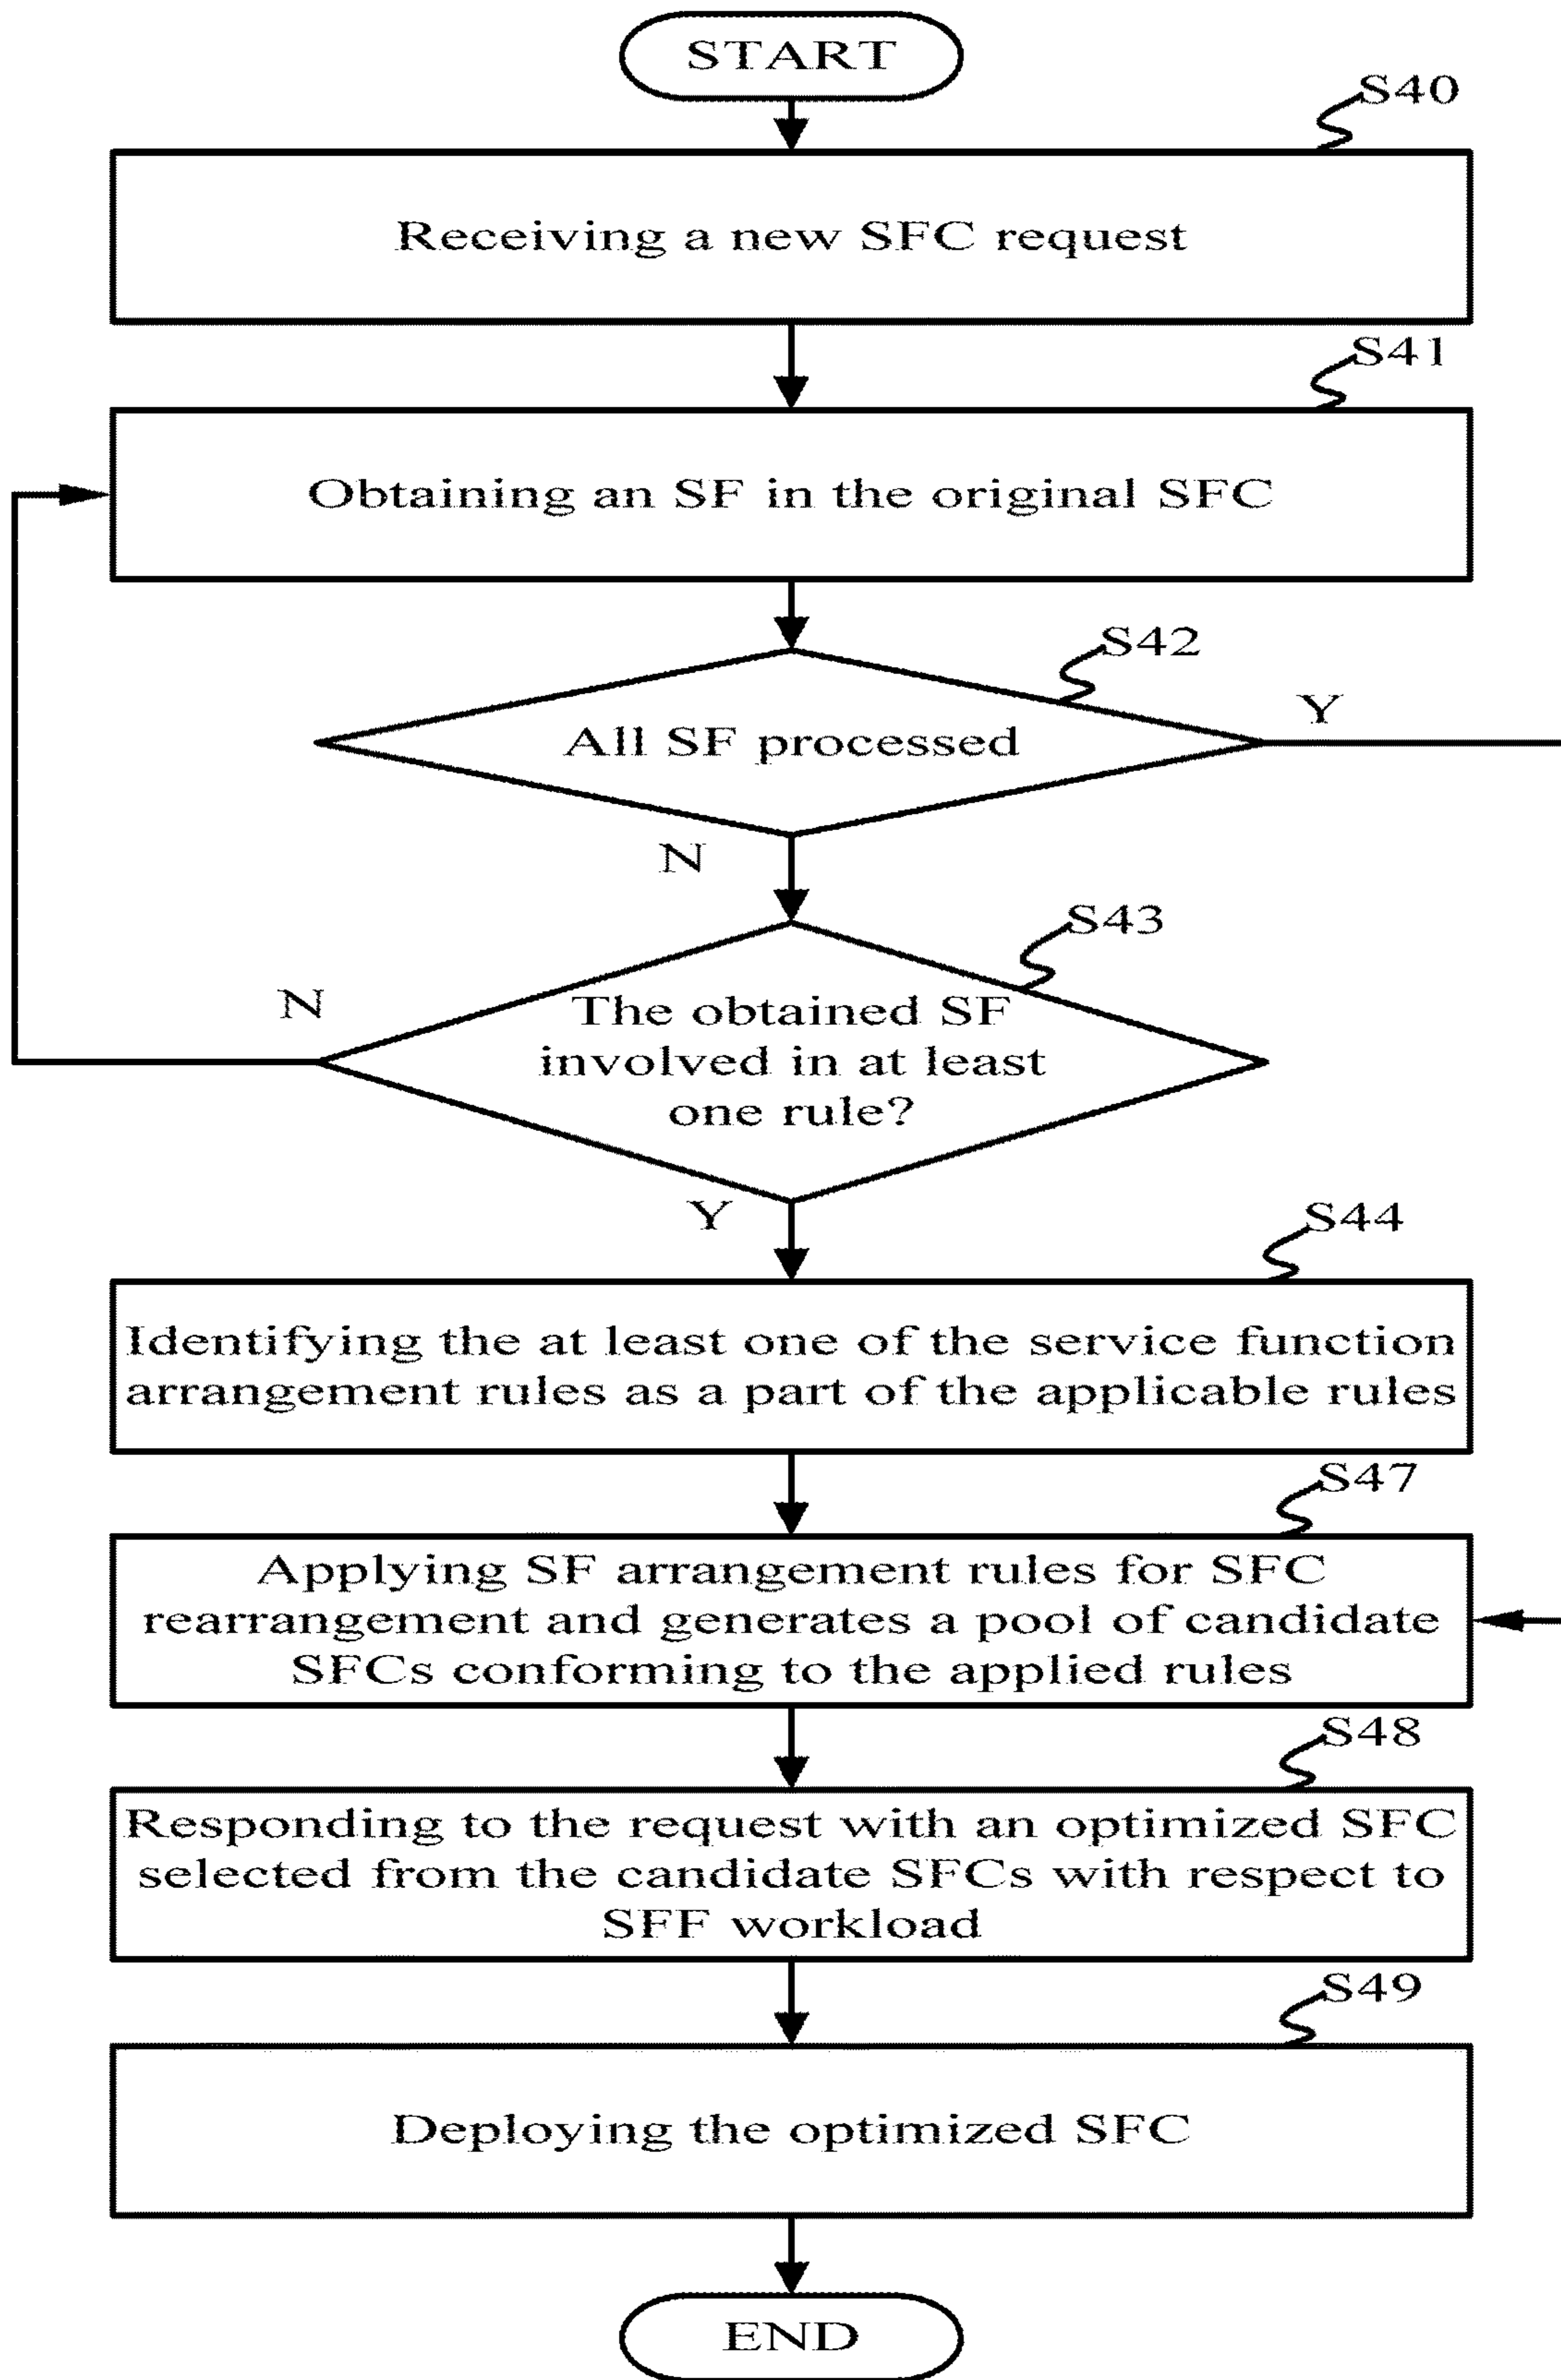 START
S40
Receiving a new SFC request
S41
Obtaining an SF in the original SFC
S42
All SF processed
Y
N
S43
The obtained SF
involved in at least
one rule?
N
Y
S44
Identifying the at least one of the service function
arrangement rules as a part of the applicable rules
S47
Applying SF arrangement rules for SFC
rearrangement and generates a pool of candidate
SFCs conforming to the applied rules
S48
Responding to the request with an optimized SFC
selected from the candidate SFCs with respect to
SFF workload
S49
Deploying the optimized SFC
END